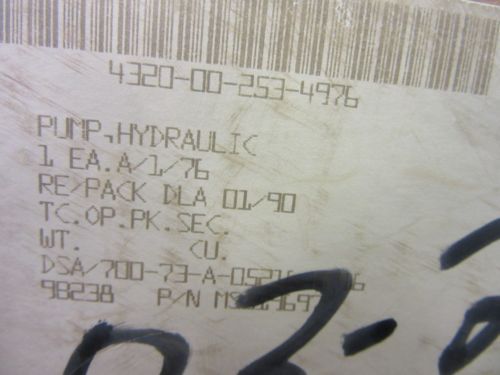 4320-00-253-4976
PUMP,HYDRAULIC
1 EA.A/1/76
RE/PACK DLA 01/90
TC.OP.PK.SEC.
WT. CU.
98238 P/N